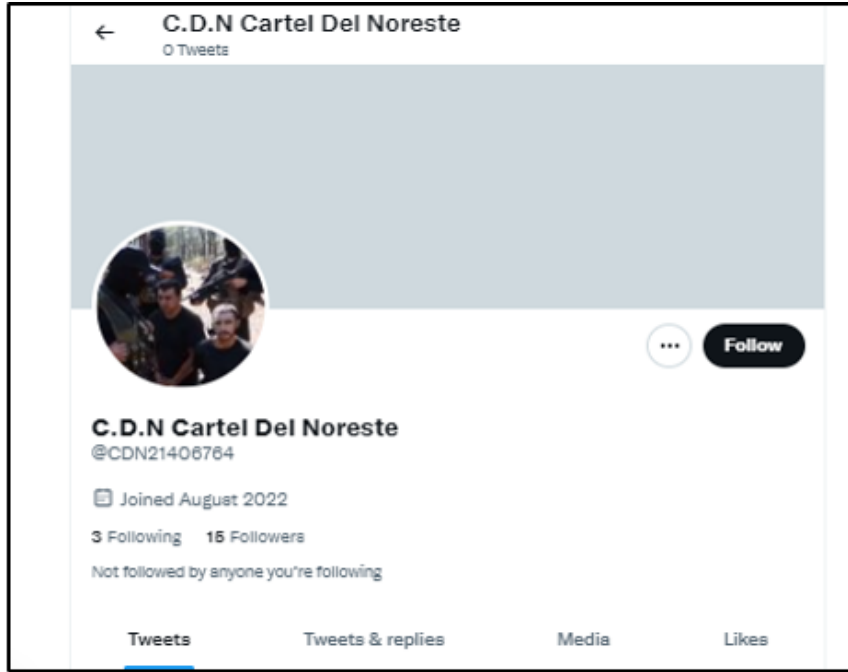 C.D.N Cartel Del Noreste
0 Tweets
Follow
C.D.N Cartel Del Noreste
@CDN21406764
Joined August 2022
3 Following 15 Followers
Not followed by anyone you're following
Tweets Tweets & replies Media Likes